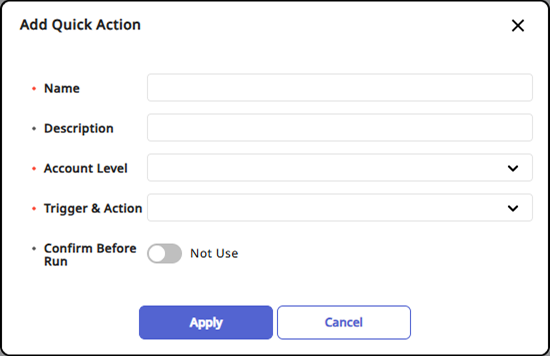 Add Quick Action
Name
Description
Account Level
Trigger & Action
Confirm Before
Run
Not Use
Apply
Cancel